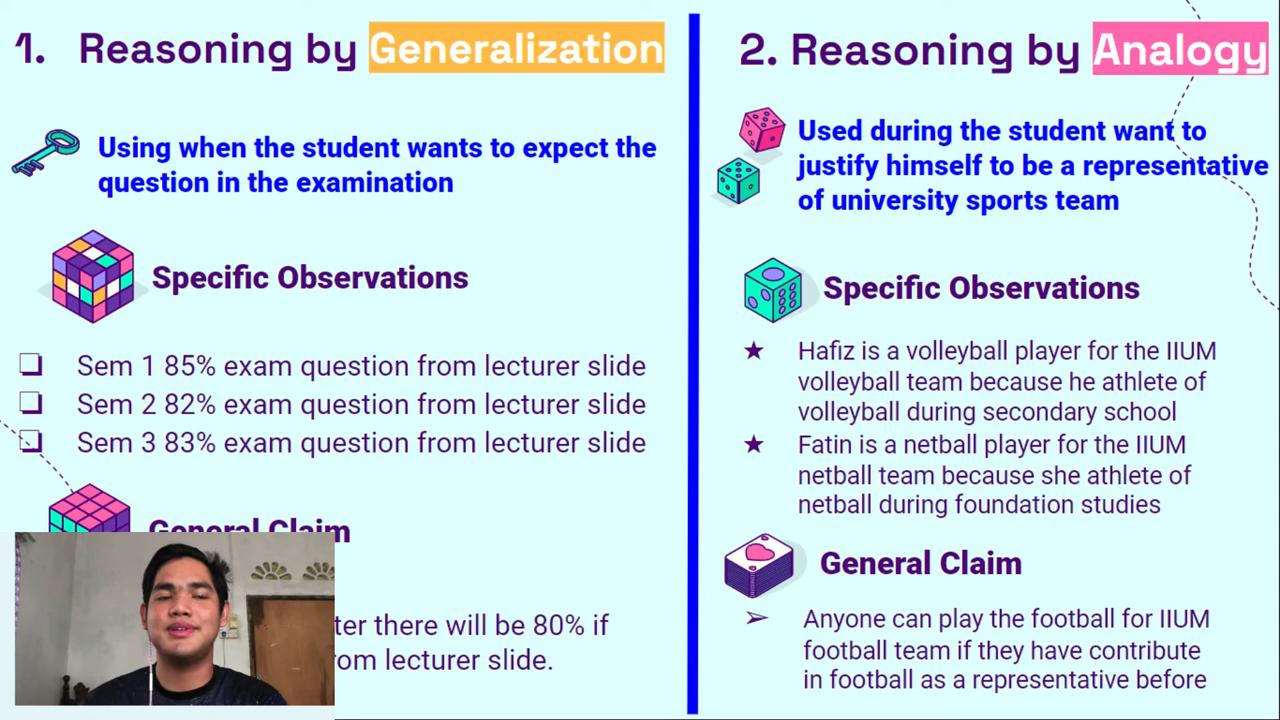 1. Reasoning by Generalization
Using when the student wants to expect the
question in the examination
Specific Observations
❏ Sem 1 85% exam question from lecturer slide
❏ Sem 2 82% exam question from lecturer slide
❏ Sem 3 83% exam question from lecturer slide
General Claim
ter there will be 80% if
om lecturer slide.
2. Reasoning by Analogy
Used during the student want to
justify himself to be a representative
of university sports team
Specific Observations
★ Hafiz is a volleyball player for the IIUM
volleyball team because he athlete of
volleyball during secondary school
★ Fatin is a netball player for the IIUM
netball team because she athlete of
netball during foundation studies
General Claim
➢ Anyone can play the football for IIUM
football team if they have contribute
in football as a representative before